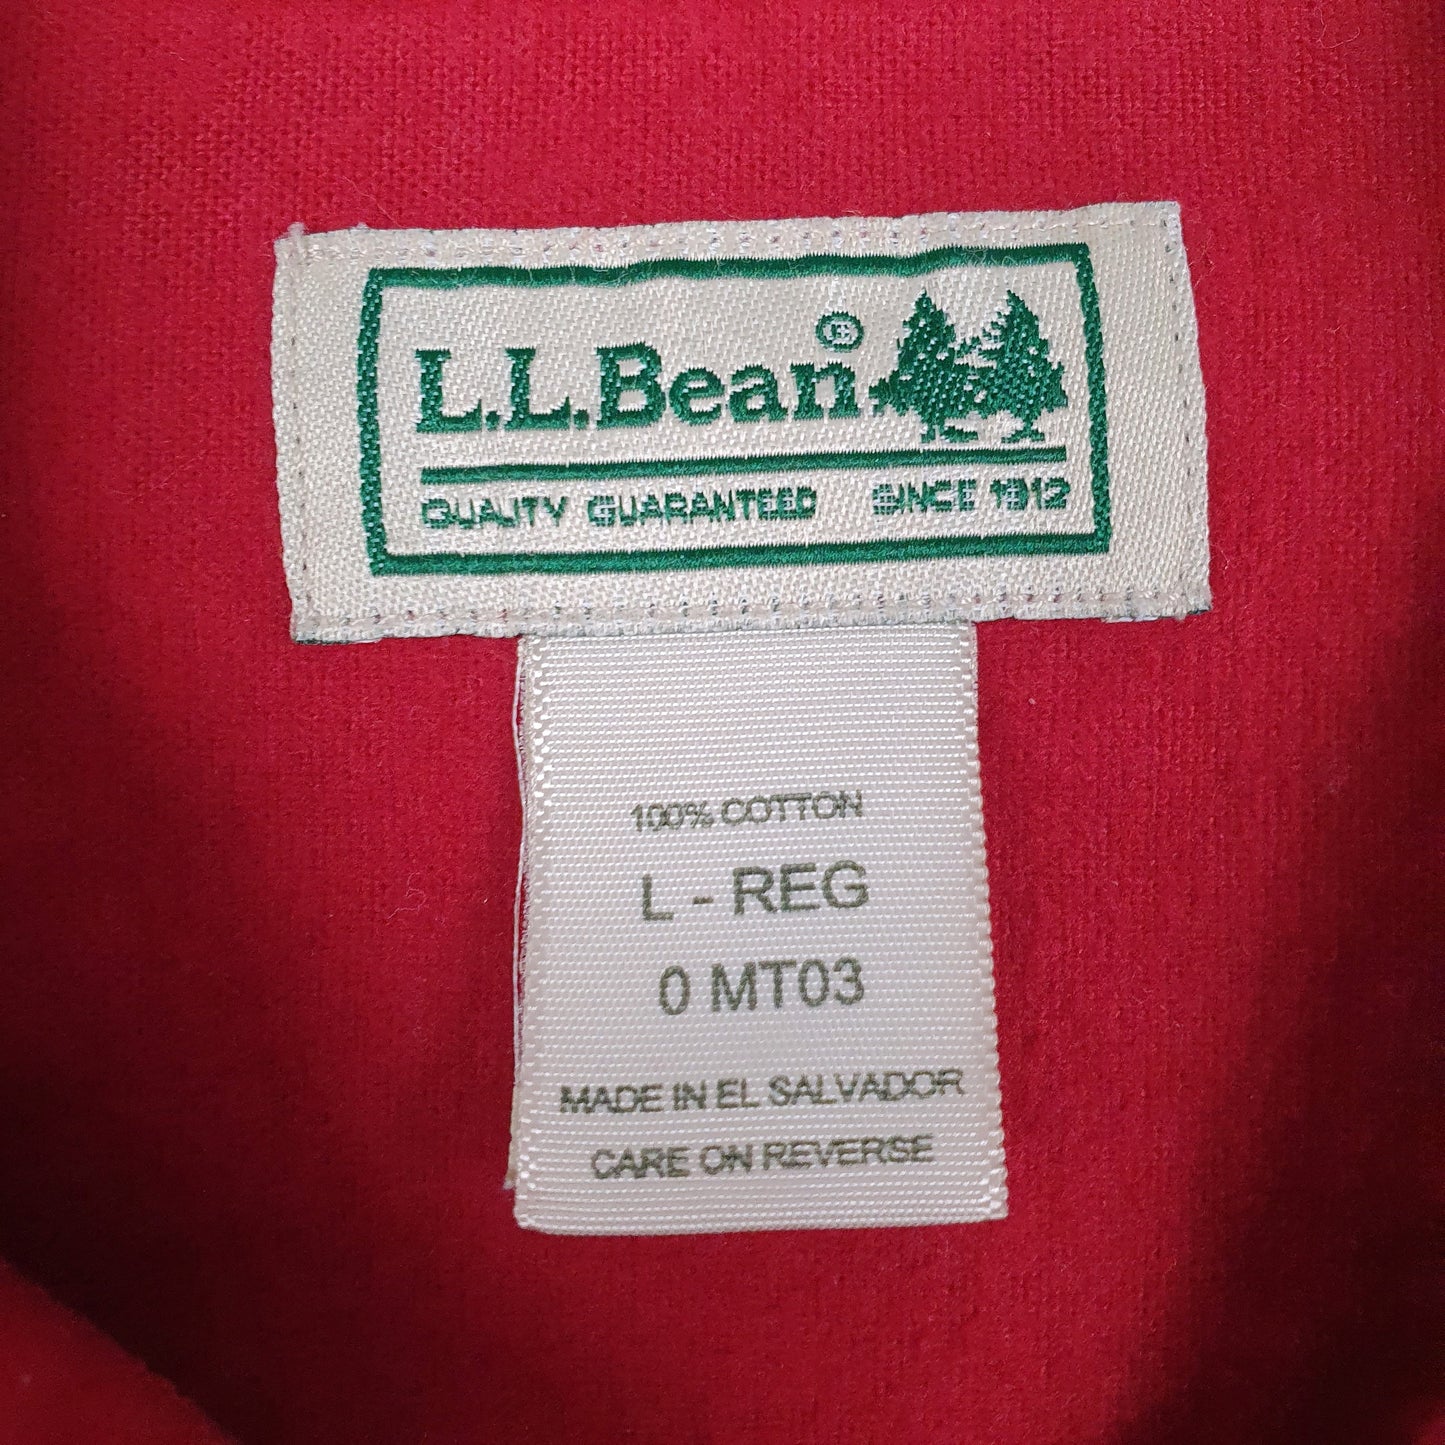 L.L.Bean®
QUALITY GUARANTEED SINCE 1912
100% COTTON
L - REG
0 MT03
MADE IN EL SALVADOR
CARE ON REVERSE